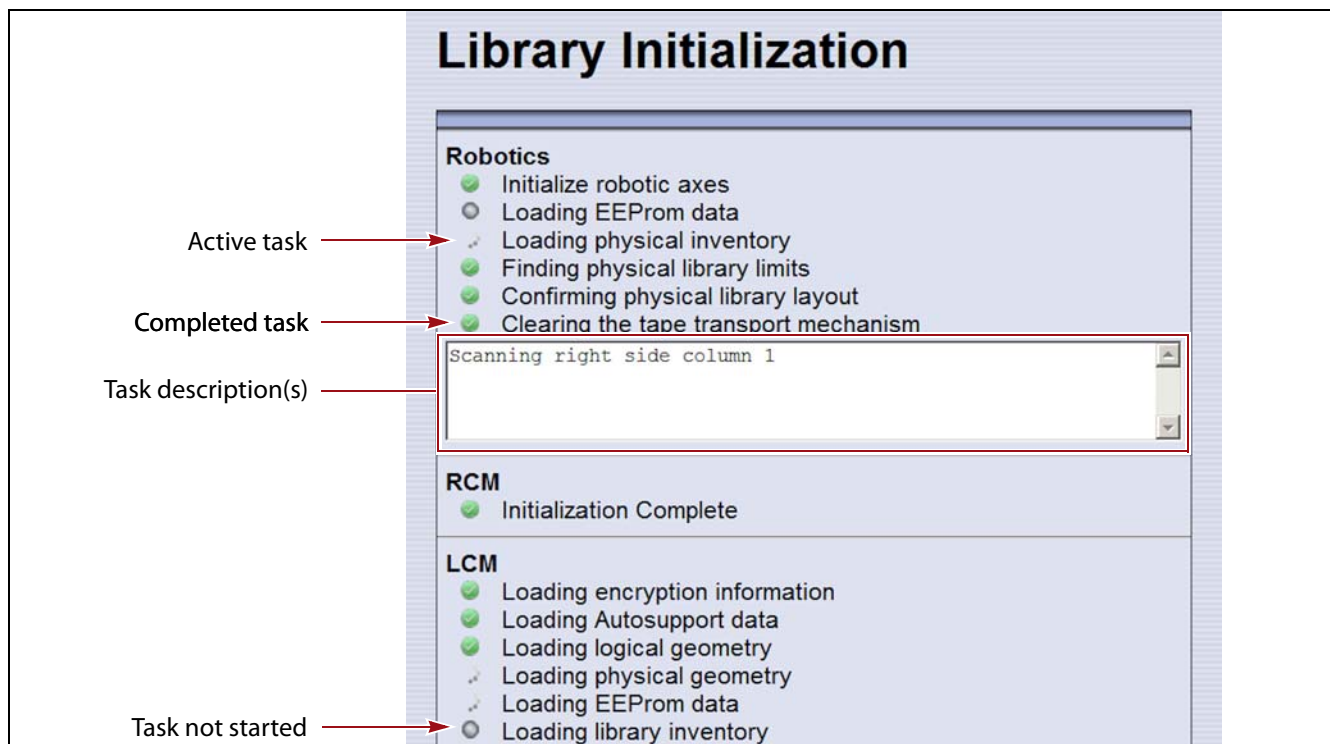 Library Initialization
Robotics
Initialize robotic axes
Loading EEProm data
Active task
Loading physical inventory
Finding physical library limits
Confirming physical library layout
Completed task
Clearing the tape transport mechanism
Scanning right side column 1
Task description(s)
RCM
Initialization Complete
LCM
Loading encryption information
Loading Autosupport data
Loading logical geometry
Loading physical geometry
Loading EEProm data
Task not started
Loading library inventory